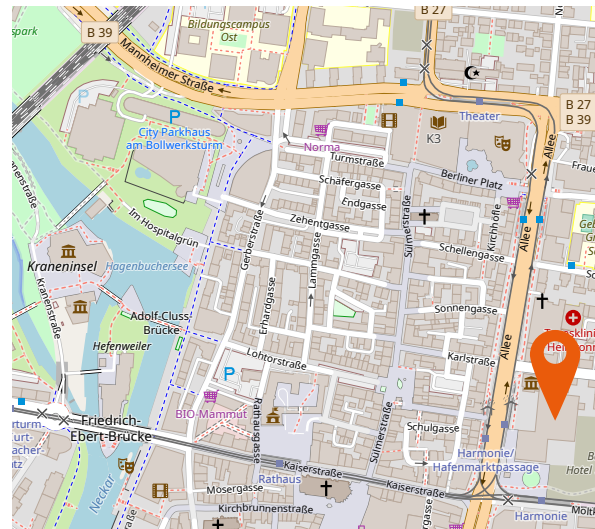 B 27
spark
Bildungscampus
Ost
B 39
Mannheimer Straße
P
P
City Parkhaus
am Bollwerksturm
Theater
B 27
B 39
K3
Norma
Turmstraße
Allee
Schäfergasse
Berliner Platz
Endgasse
Zehentgasse
Im Hospitalgrün
Gerberstraße
Sülmerstraße
Kirchhöfe
Allee
Lammgasse
Schellengasse
Kraneninsel
Hagenbuchersee
Kranenstraße
Erhardgasse
Sonnengasse
Adolf-Cluss-
Brücke
Hefenweiler
Lohtorstraße
Karlstraße
Allee
P
BIO-Mammut
Rathausgasse
Friedrich-
Ebert-Brücke
Sülmerstraße
Schulgasse
Harmonie/
Hafenmarktpassage
Kaiserstraße
Rathaus
Kaiserstraße
Neckar
Mosergasse
Kirchbrunnenstraße
Harmonie